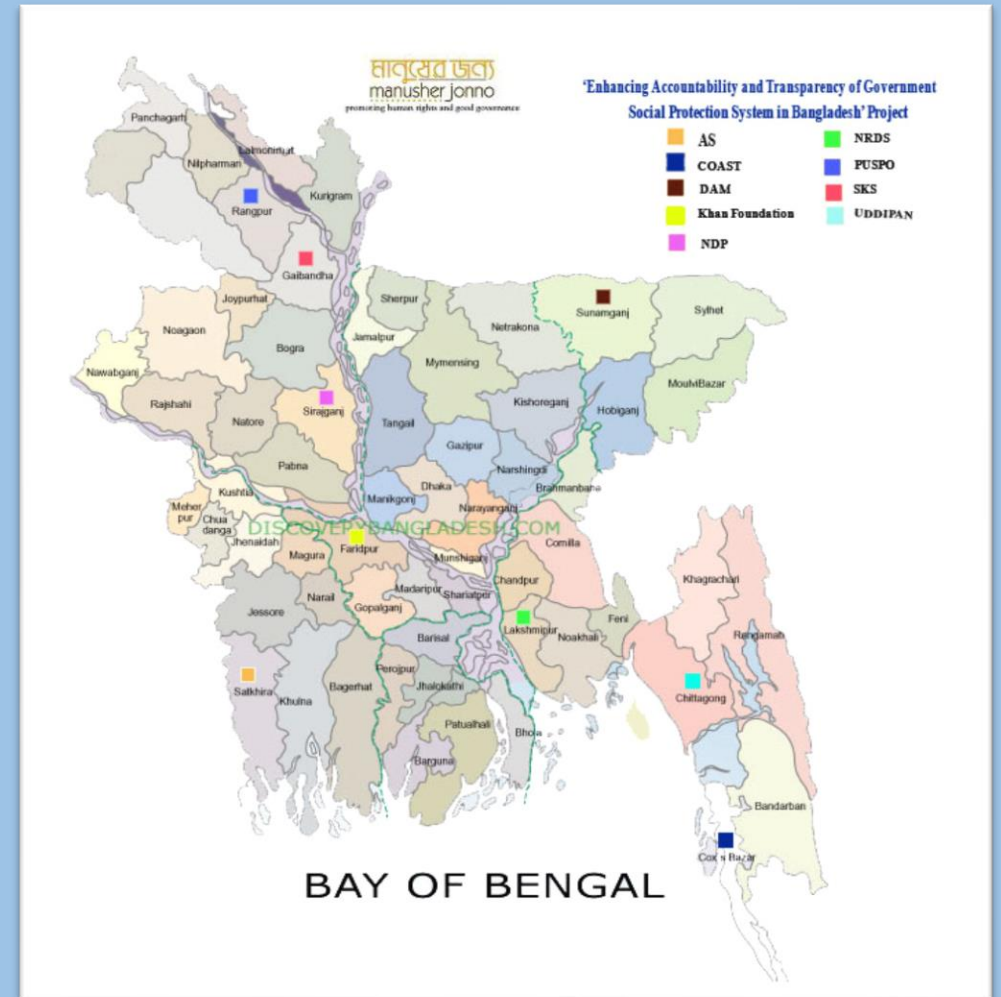 মানুষের জন্য
manusher jonno
promoting human rights and good governance
'Enhancing Accountability and Transparency of Government
Social Protection System in Bangladesh' Project
AS
COAST
DAM
Khan Foundation
NDP
NRDS
PUSPO
SKS
UDDIPAN
Panchagarh
Lalmonirhat
Nilpharman
Kurigram
Rangpur
Gaibandha
Joypurhat
Sherpur
Sunamganj
Sylhet
Noagaon
Jamalpur
Netrakona
Bogra
Mymensing
Nawabganj
MoulviBazar
Rajshahi
Sirajganj
Kishoreganj
Hobiganj
Natore
Tangail
Gazipur
Pabna
Narshingdi
Dhaka
Brahmanbaria
Kushtia
Manikgonj
Meher
pur
Narayanganj
Chua
danga
DISCOVERYBANGLADESH.COM
Jhenaidah
Faridpur
Comilla
Magura
Munshiganj
Khagrachari
Chandpur
Madaripur
Shariatpur
Narail
Gopalganj
Jessore
Lakshmipur
Feni
Noakhali
Barisal
Rangamati
Perojpur
Satkhira
Khulna
Bagerhat
Jhalokathi
Chittagong
Patualhali
Bhola
Barguna
Bandarban
Cox's Bazar
BAY OF BENGAL